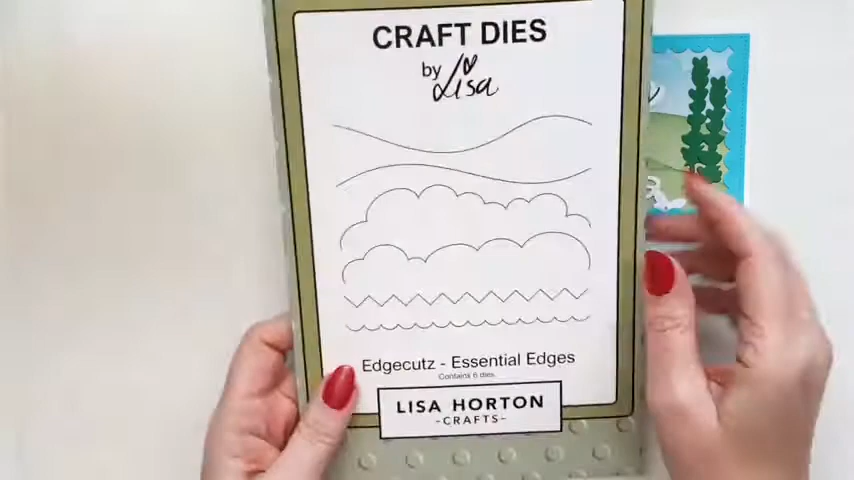 CRAFT DIES
by Lisa
Edgecutz - Essential Edges
Contains 6 dies
LISA HORTON
-CRAFTS-